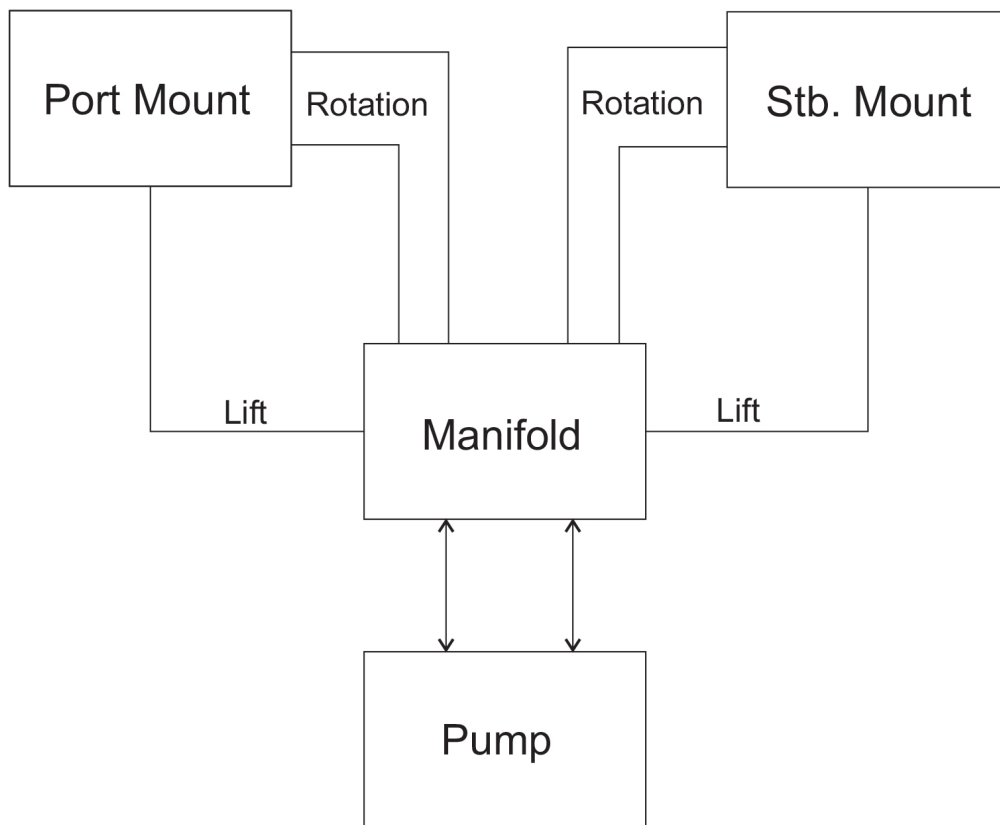 Port Mount
Rotation
Rotation
Stb. Mount
Lift
Manifold
Lift
Pump